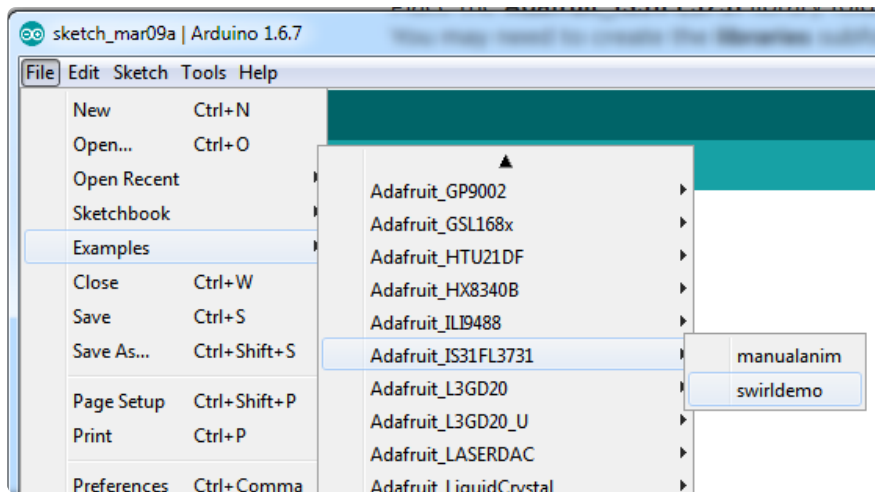 sketch_mar09a | Arduino 1.6.7
File Edit Sketch Tools Help
New Ctrl+N
Open... Ctrl+O
Open Recent
Sketchbook
Examples
Close Ctrl+W
Save Ctrl+S
Save As... Ctrl+Shift+S
Page Setup Ctrl+Shift+P
Print Ctrl+P
Preferences Ctrl+Comma
Adafruit_GP9002
Adafruit_GSL168x
Adafruit_HTU21DF
Adafruit_HX8340B
Adafruit_ILI9488
Adafruit_IS31FL3731
Adafruit_L3GD20
Adafruit_L3GD20_U
Adafruit_LASERDAC
Adafruit_LiquidCrystal
manualanim
swirldemo